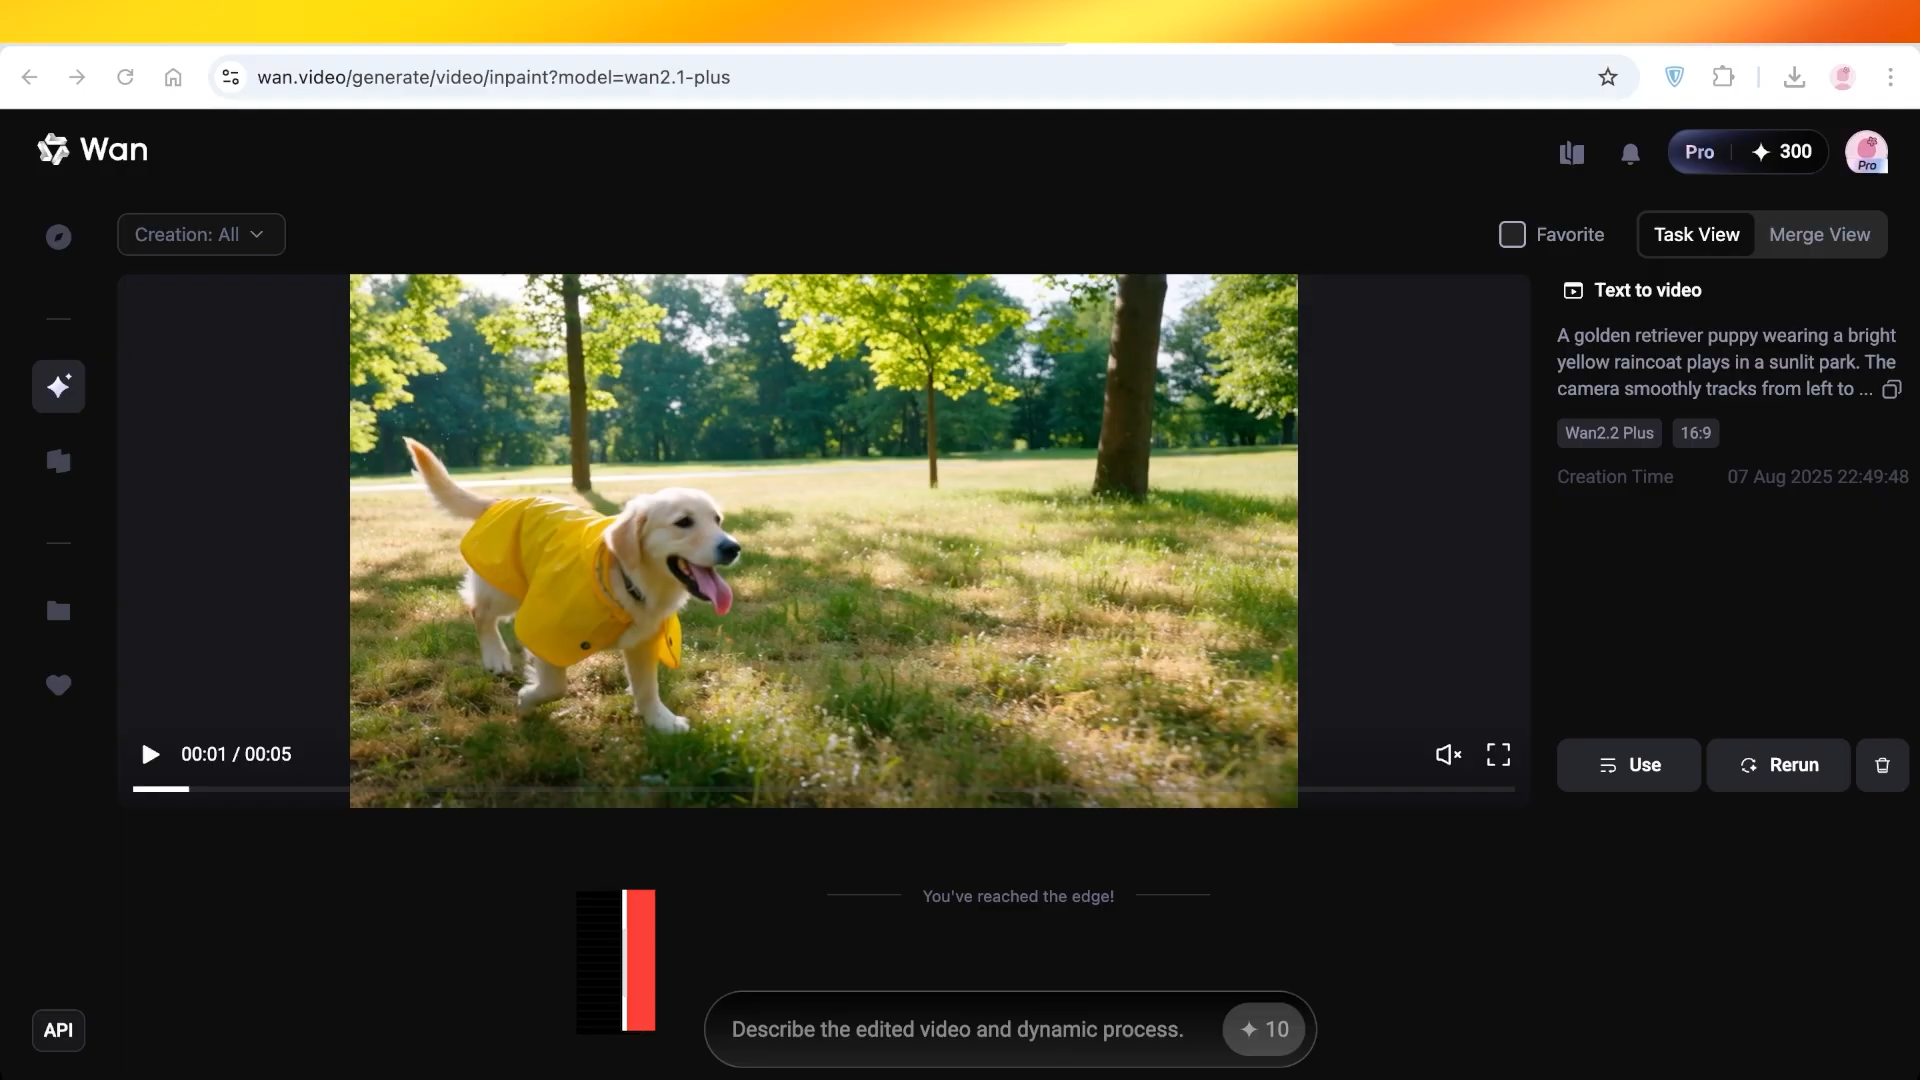 wan.video/generate/video/inpaint?model=wan2.1-plus
Wan
Pro
300
Pro
Creation: All
Favorite
Task View
Merge View
Text to video
A golden retriever puppy wearing a bright
yellow raincoat plays in a sunlit park. The
camera smoothly tracks from left to ...
Wan2.2 Plus
16:9
Creation Time
07 Aug 2025 22:49:48
00:01 / 00:05
Use
Rerun
You've reached the edge!
Describe the edited video and dynamic process.
10
API